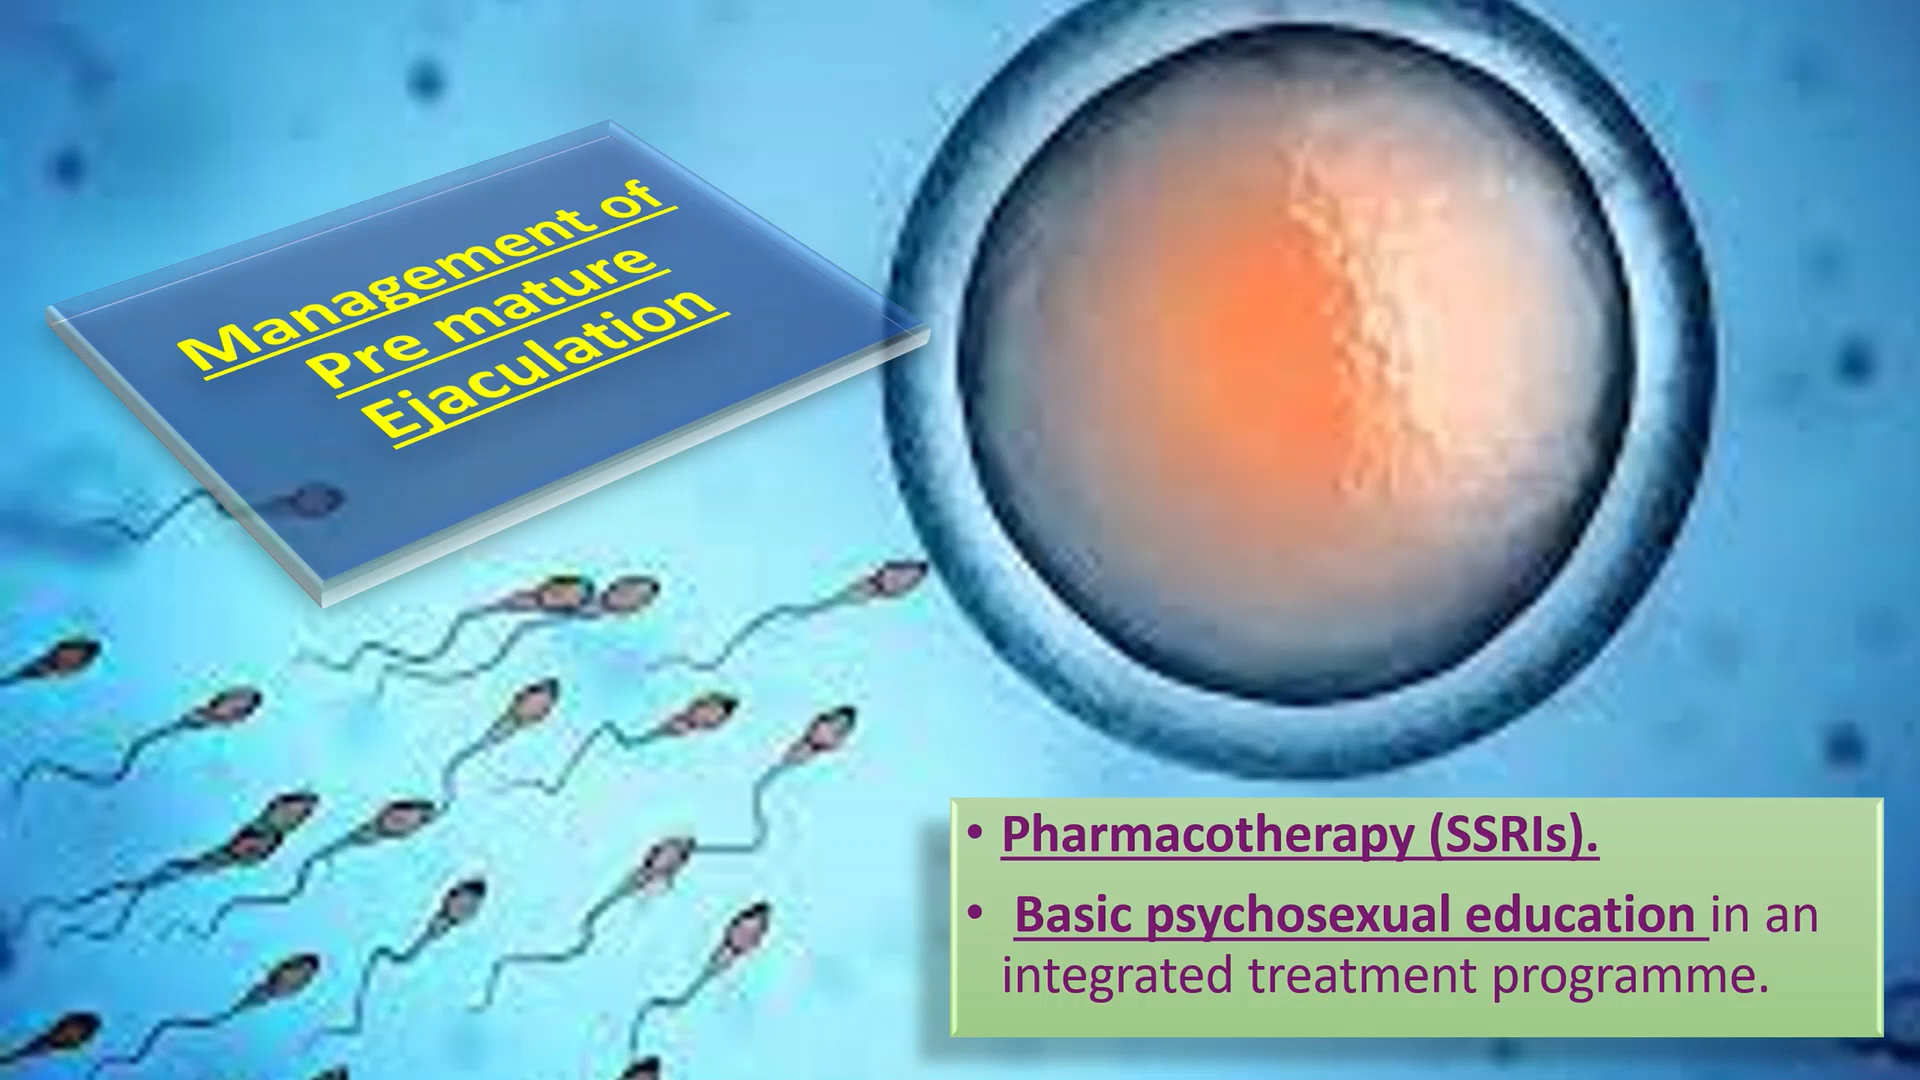 Management of
Pre mature
Ejaculation
• Pharmacotherapy (SSRIs).
• Basic psychosexual education in an
integrated treatment programme.